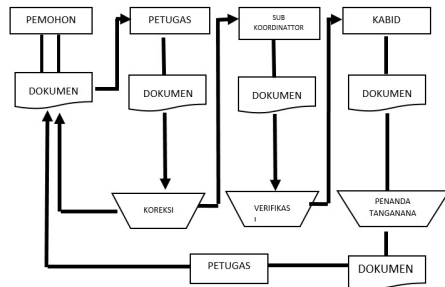 PEMOHON
PETUGAS
SUB
KOORDINATTOR
KABID
DOKUMEN
DOKUMEN
DOKUMEN
DOKUMEN
KOREKSI
VERIFIKAS
I
PENANDA
TANGANANA
PETUGAS
DOKUMEN